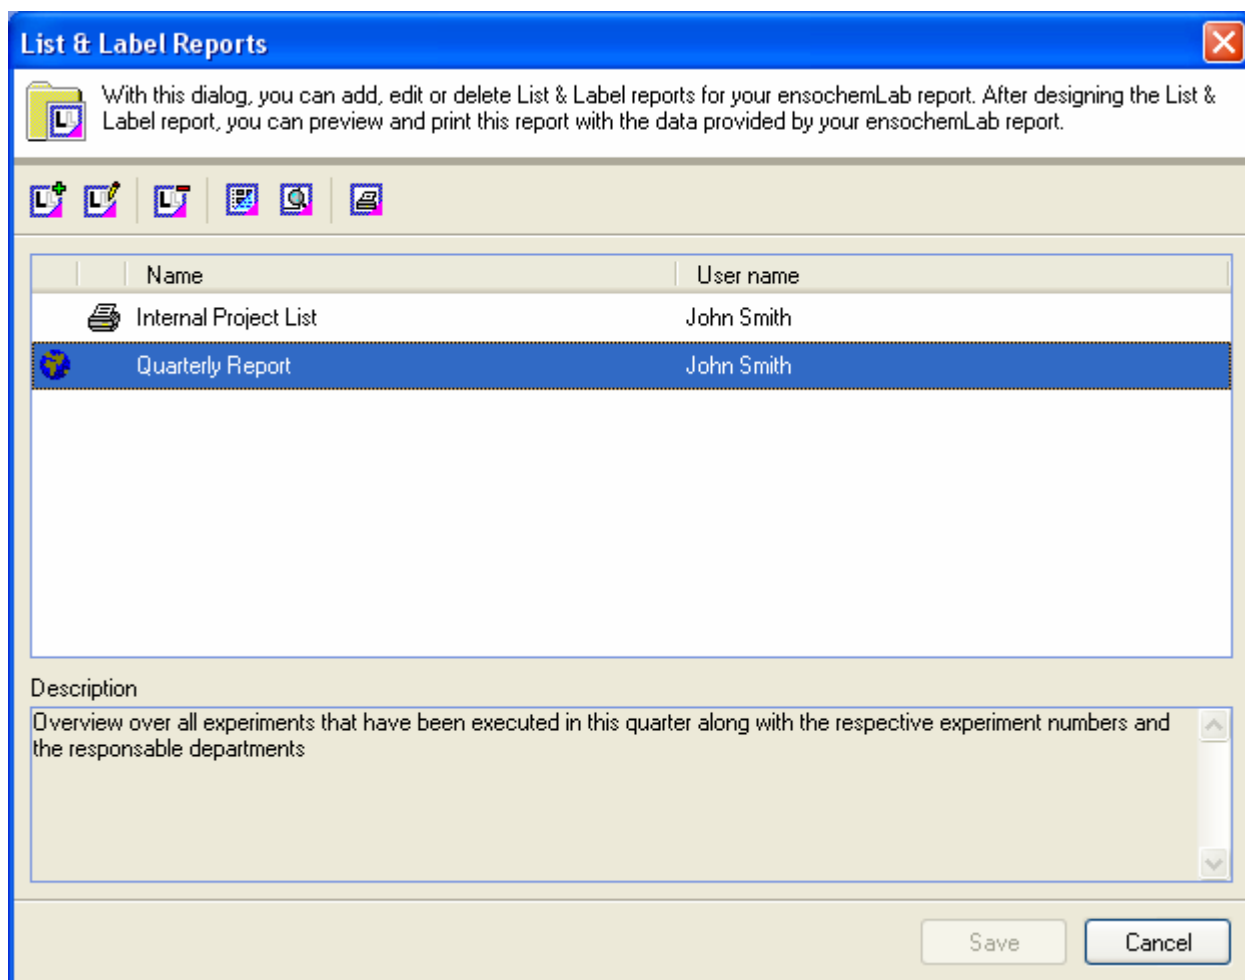 List & Label Reports
With this dialog, you can add, edit or delete List & Label reports for your ensochemLab report. After designing the List &
Label report, you can preview and print this report with the data provided by your ensochemLab report.
Name User name
Internal Project List John Smith
Quarterly Report John Smith
Description
Overview over all experiments that have been executed in this quarter along with the respective experiment numbers and
the responsable departments
Save Cancel